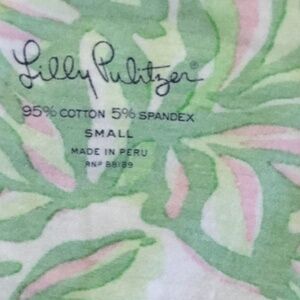 Lilly Pulitzer®
95% COTTON 5% SPANDEX
SMALL
MADE IN PERU
RN# 88189